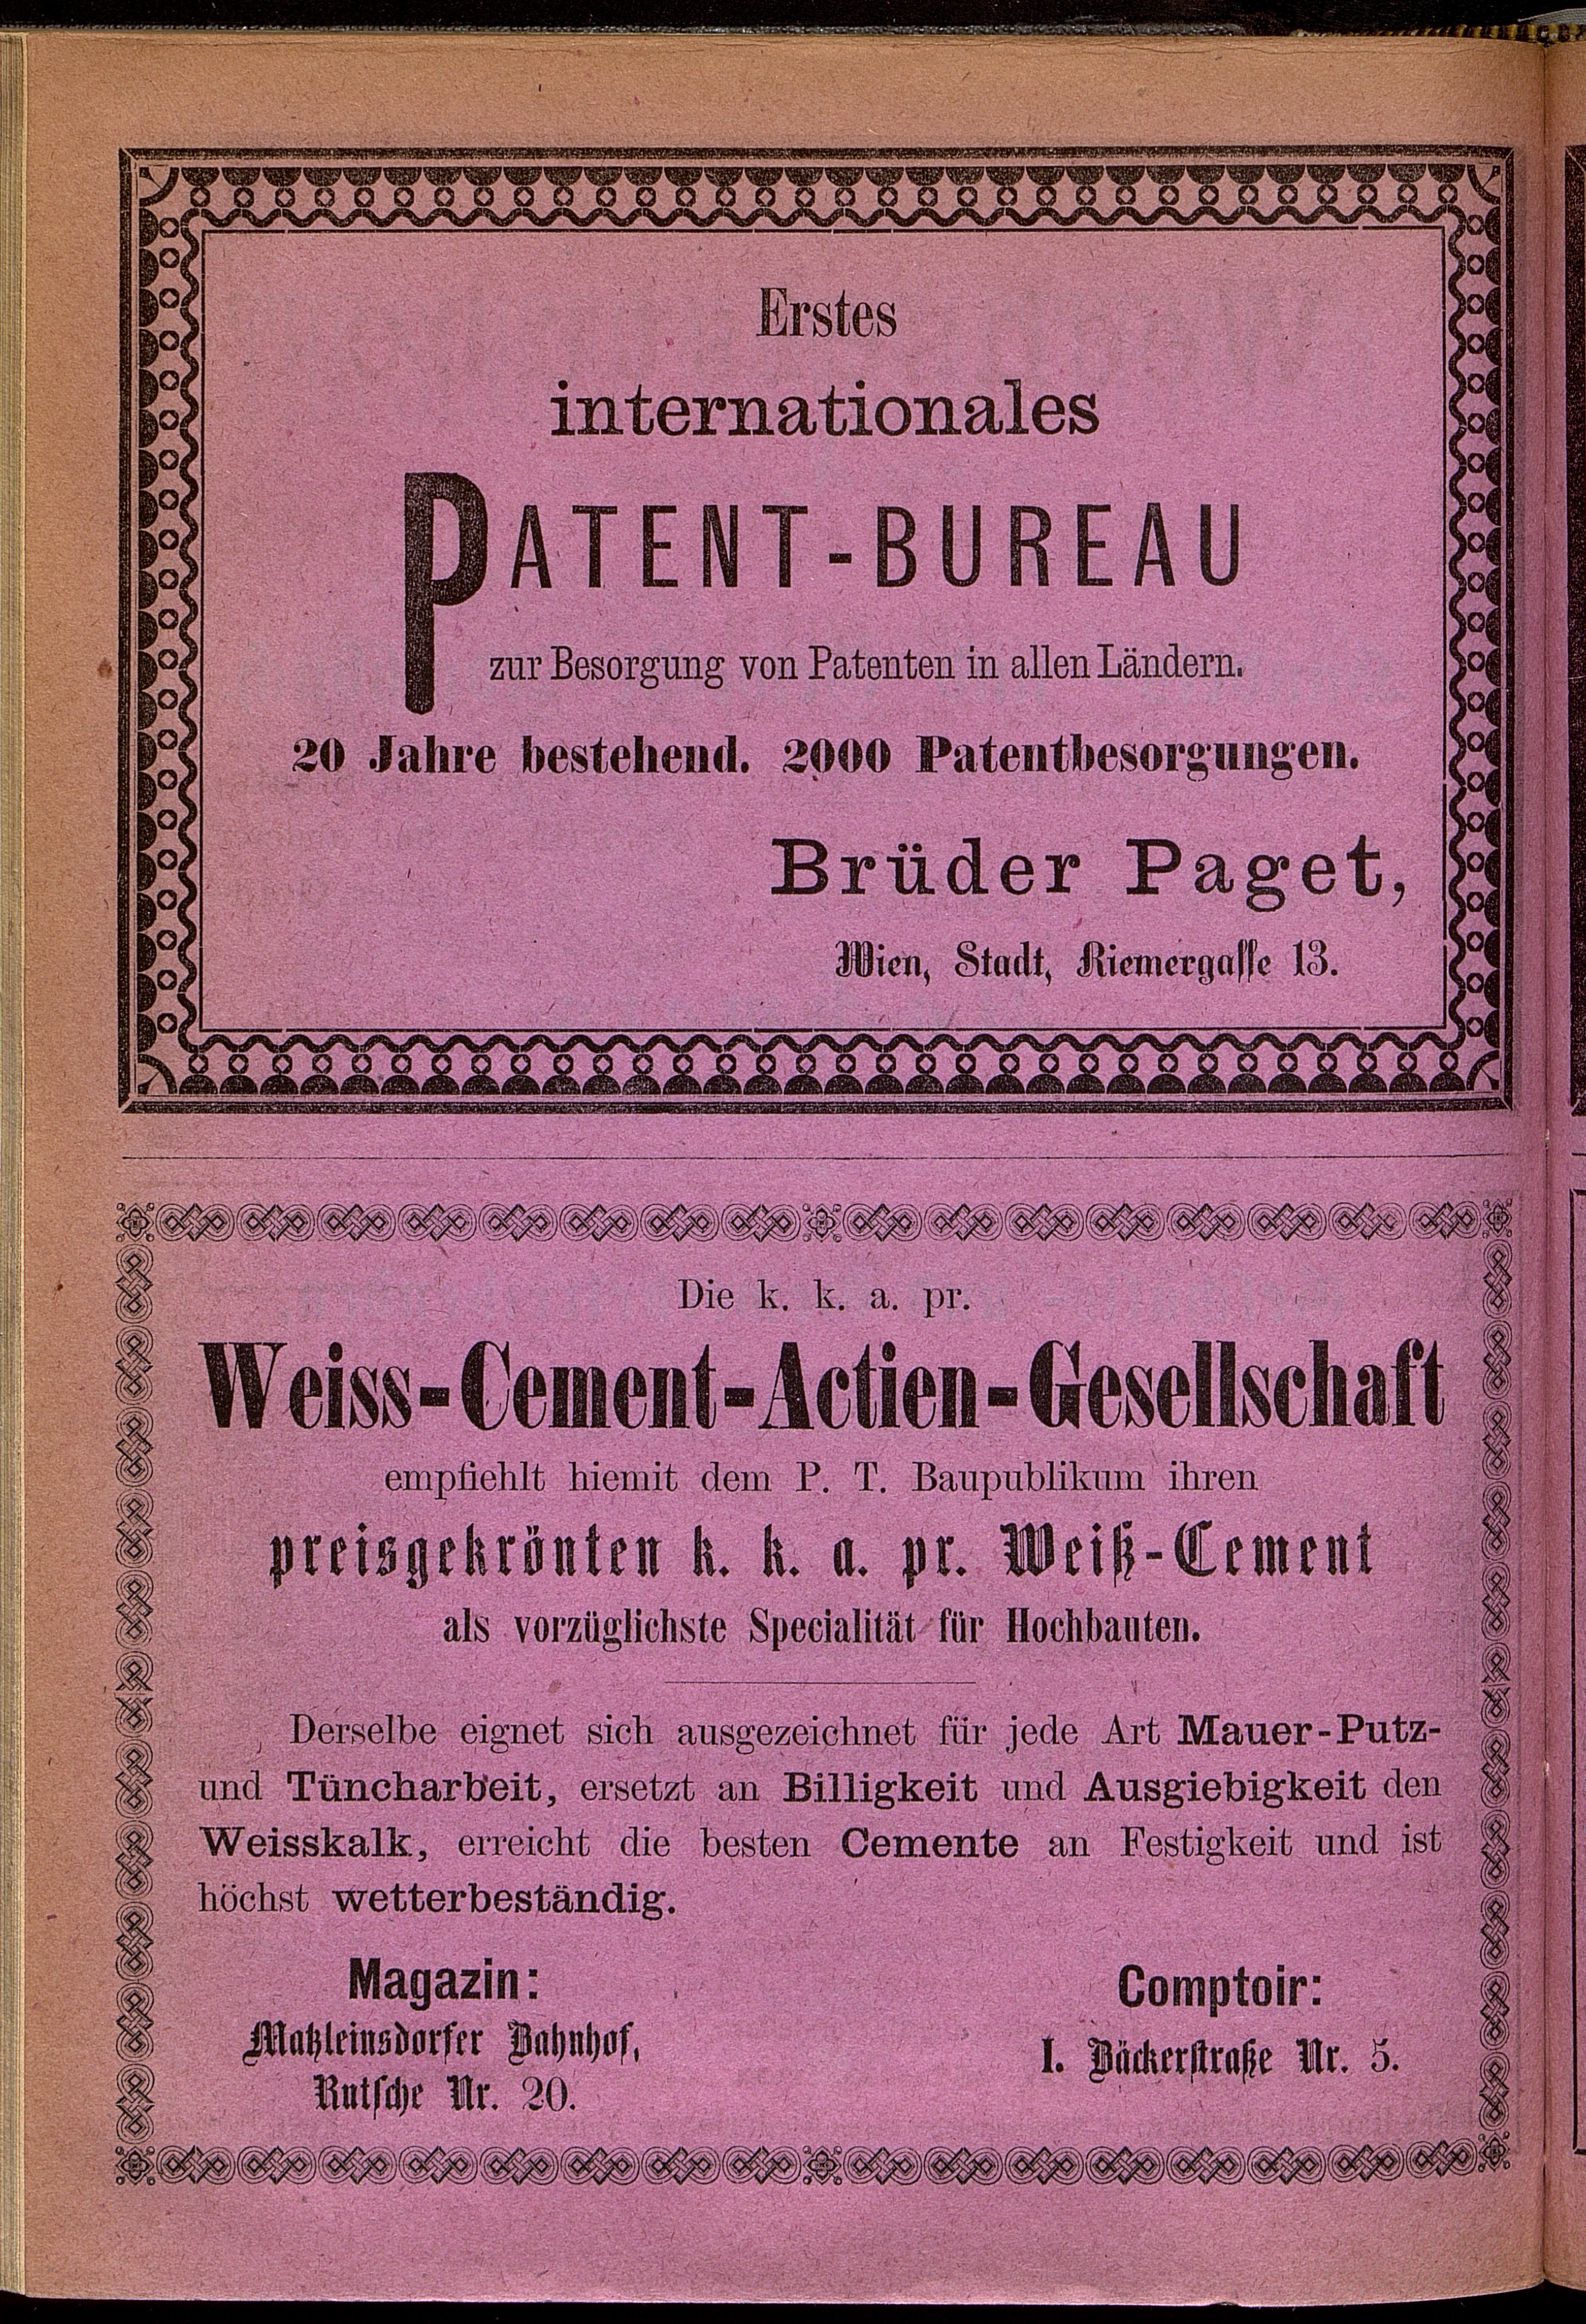 Erstes
internationales
PATENT-BUREAU
zur Besorgung von Patenten in allen Ländern.
20 Jahre bestehend. 2000 Patentbesorgungen.
Brüder Paget,
Wien, Stadt, Riemergasse 13.
Die k. k. a. pr.
Weiss-Cement-Actien-Gesellschaft
empfiehlt hiemit dem P. T. Baupublikum ihren
preisgekrönten k. k. a. pr. Weiß-Cement
als vorzüglichste Specialität für Hochbauten.
Derselbe eignet sich ausgezeichnet für jede Art Mauer-Putz-
und Tüncharbeit, ersetzt an Billigkeit und Ausgiebigkeit den
Weisskalk, erreicht die besten Cemente an Festigkeit und ist
höchst wetterbeständig.
Magazin:
Matzleinsdorfer Bahnhof,
Rutsche Nr. 20.
Comptoir:
I. Bäckerstraße Nr. 5.